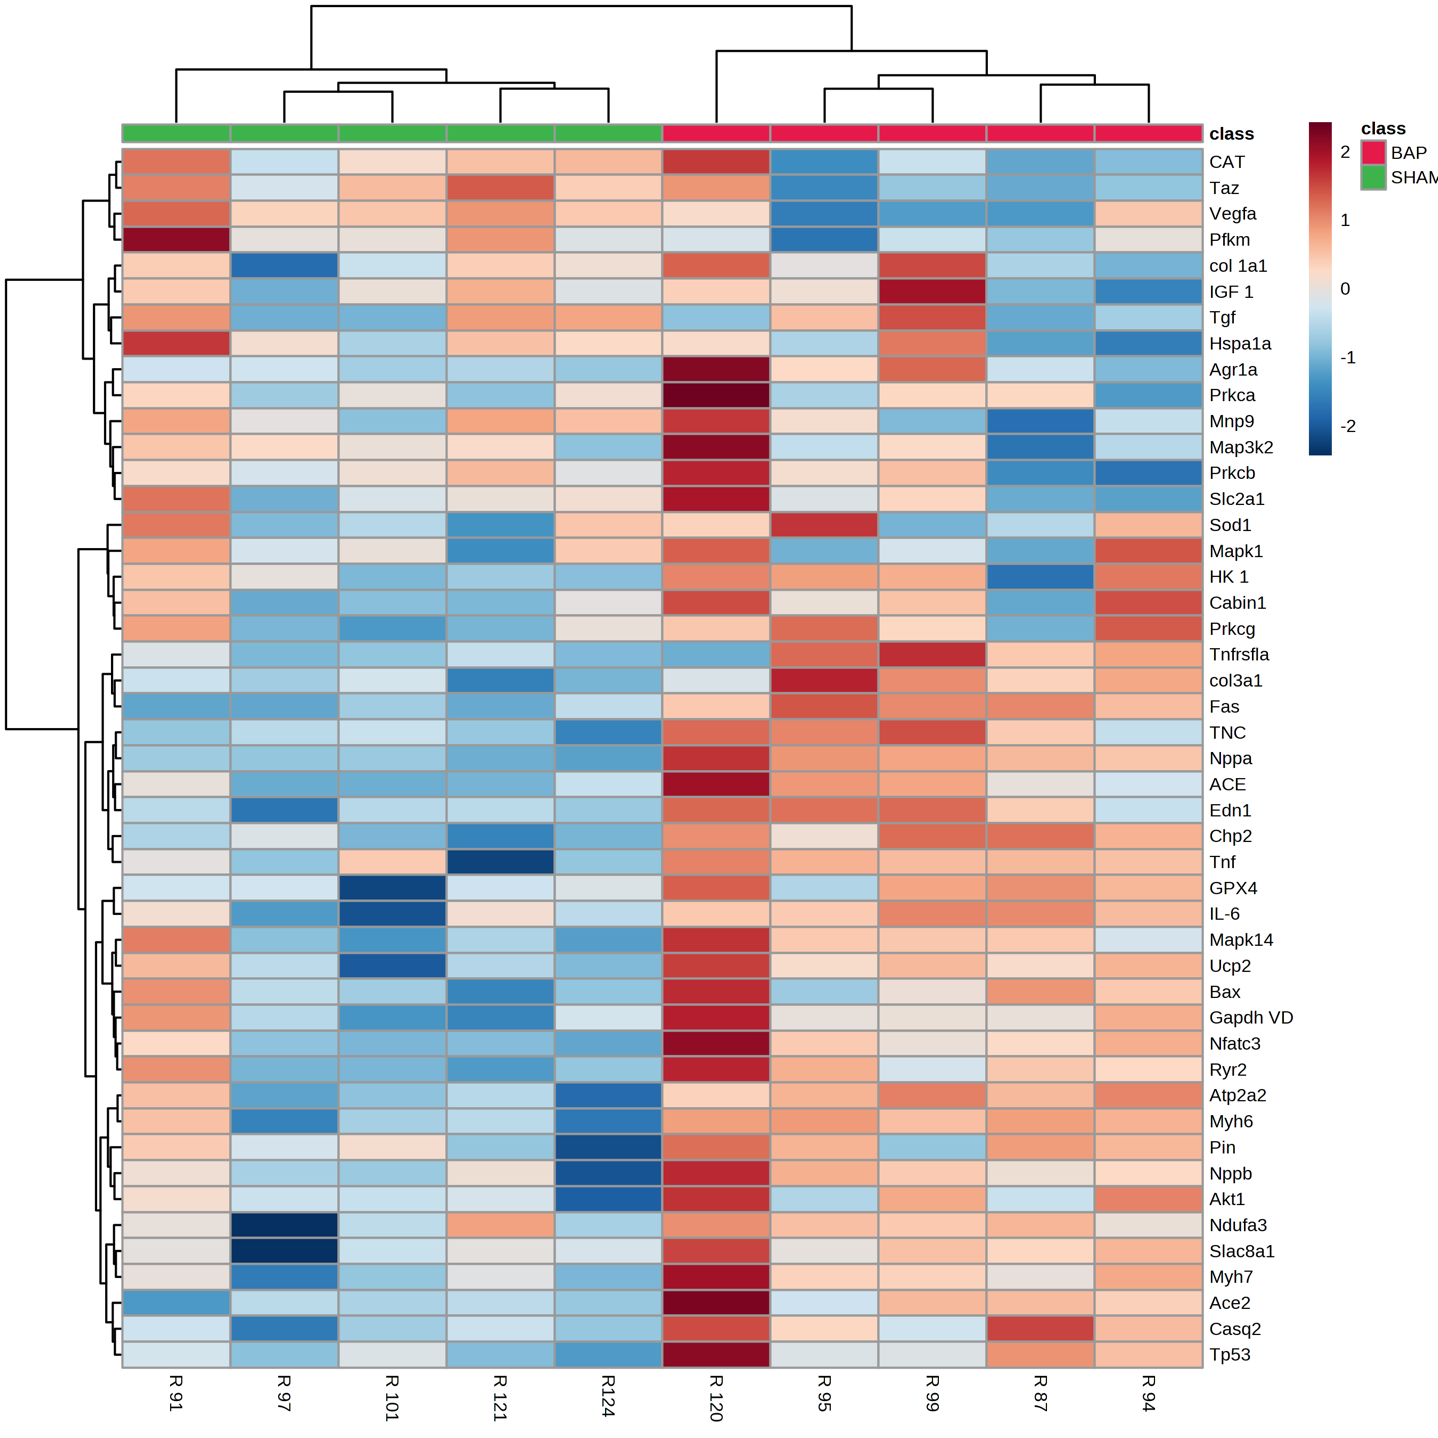 class
CAT
Taz
Vegfa
Pfkm
col 1a1
IGF 1
Tgf
Hspa1a
Agr1a
Prkca
Mnp9
Map3k2
Prkcb
Slc2a1
Sod1
Mapk1
HK 1
Cabin1
Prkcg
Tnfrsfla
col3a1
Fas
TNC
Nppa
ACE
Edn1
Chp2
Tnf
GPX4
IL-6
Mapk14
Ucp2
Bax
Gapdh VD
Nfatc3
Ryr2
Atp2a2
Myh6
Pin
Nppb
Akt1
Ndufa3
Slac8a1
Myh7
Ace2
Casq2
Tp53
R 91
R 97
R 101
R 121
R124
R 120
R 95
R 99
R 87
R 94
2
1
0
-1
-2
class
BAP
SHAM